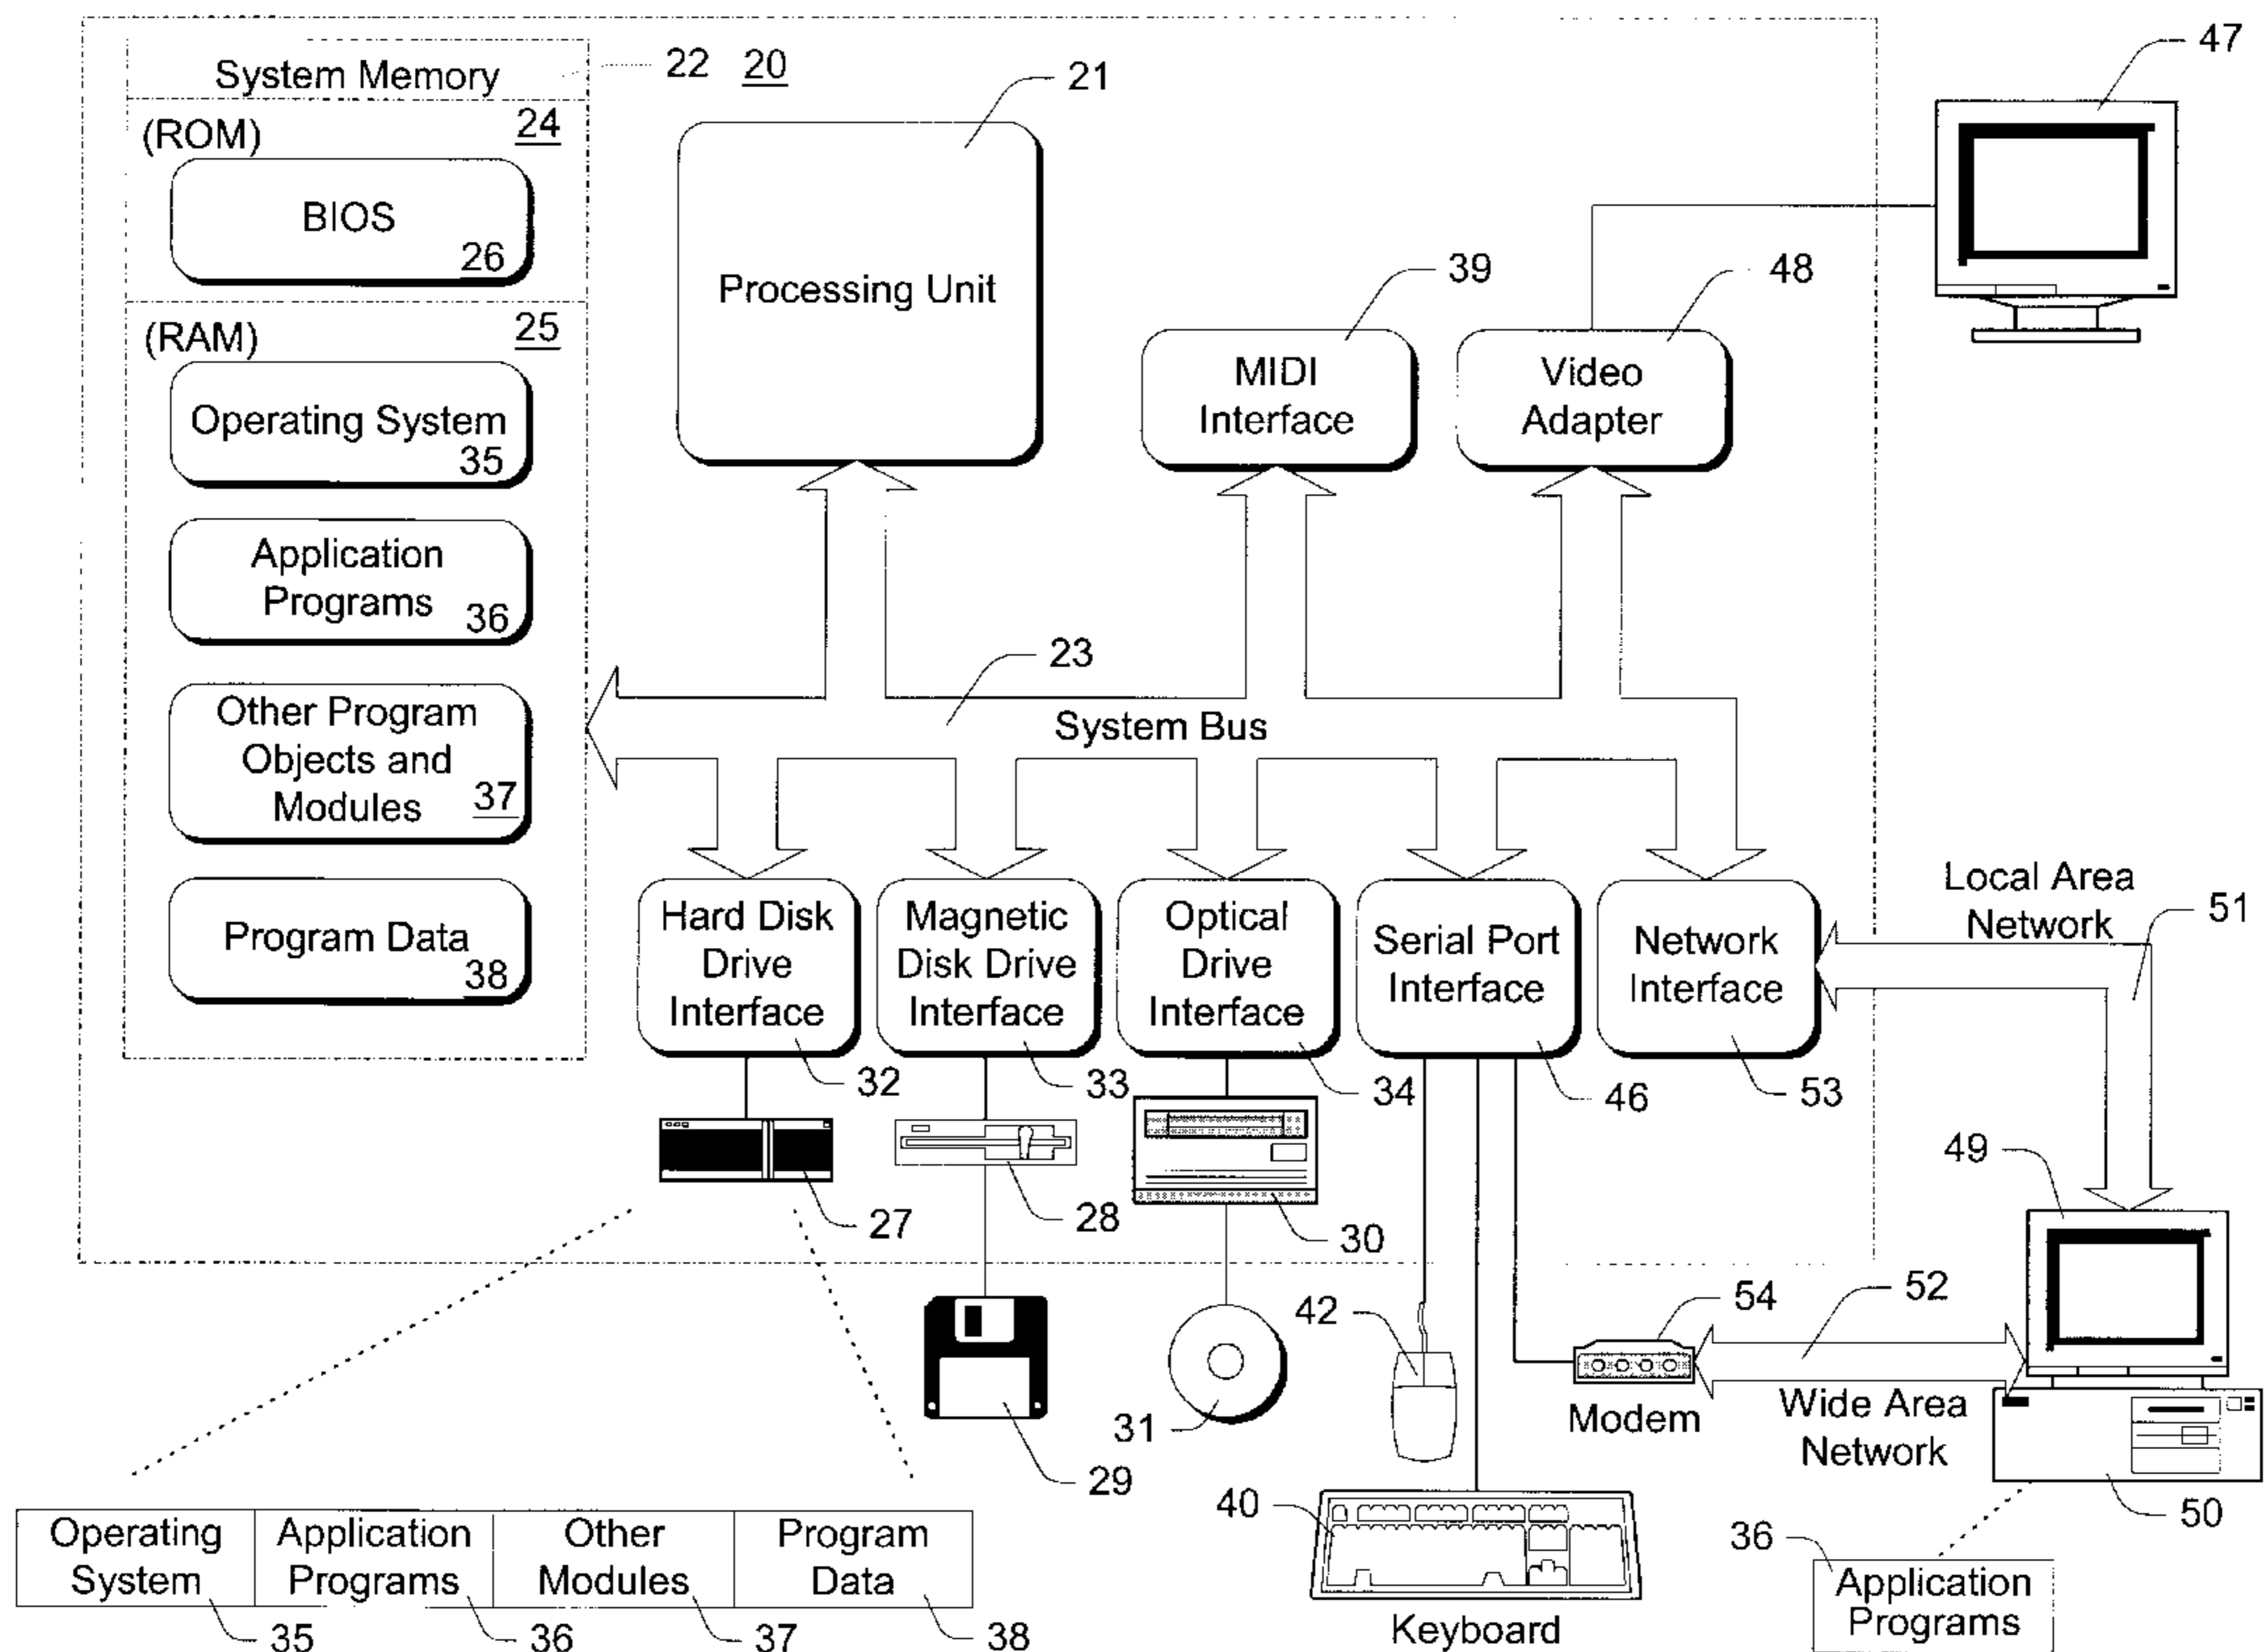 System Memory
22
20
21
47
(ROM)
24
BIOS
26
Processing Unit
39
48
(RAM)
25
MIDI
Interface
Video
Adapter
Operating System
35
Application
Programs
36
23
System Bus
Other Program
Objects and
Modules
37
Program Data
38
Hard Disk
Drive
Interface
Magnetic
Disk Drive
Interface
Optical
Drive
Interface
Serial Port
Interface
Network
Interface
Local Area
Network
51
32
33
34
46
53
27
28
30
49
42
54
52
31
29
Modem
Wide Area
Network
50
40
Keyboard
36
Application
Programs
Operating
System
Application
Programs
Other
Modules
Program
Data
35
36
37
38